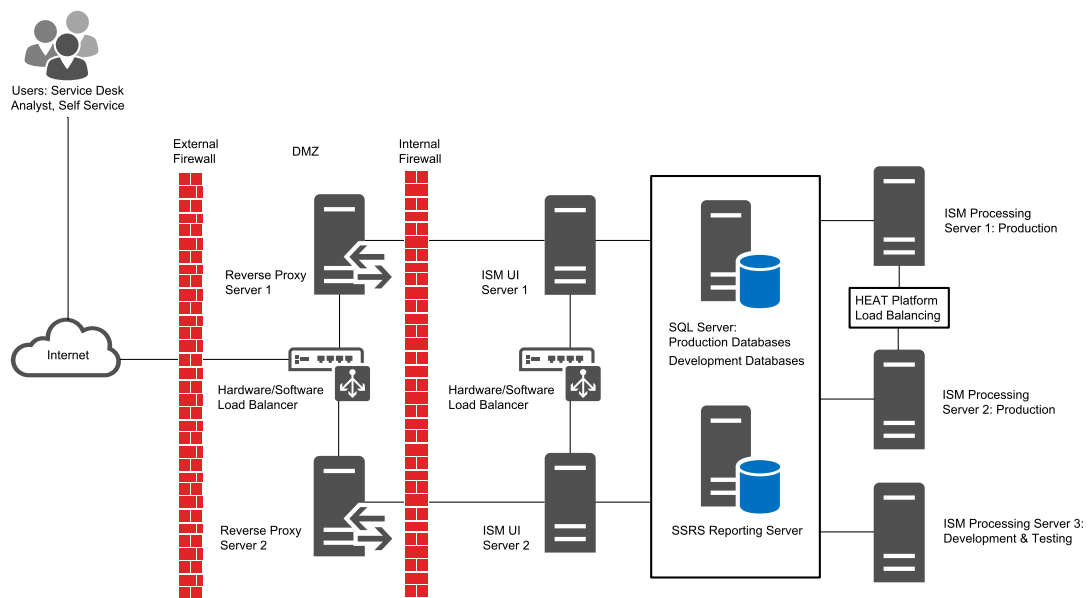 Users: Service Desk
Analyst, Self Service
External
Firewall
DMZ
Internal
Firewall
Internet
Reverse Proxy
Server 1
Hardware/Software
Load Balancer
Reverse Proxy
Server 2
ISM UI
Server 1
Hardware/Software
Load Balancer
ISM UI
Server 2
SQL Server:
Production Databases
Development Databases
SSRS Reporting Server
ISM Processing
Server 1: Production
HEAT Platform
Load Balancing
ISM Processing
Server 2: Production
ISM Processing Server 3:
Development & Testing